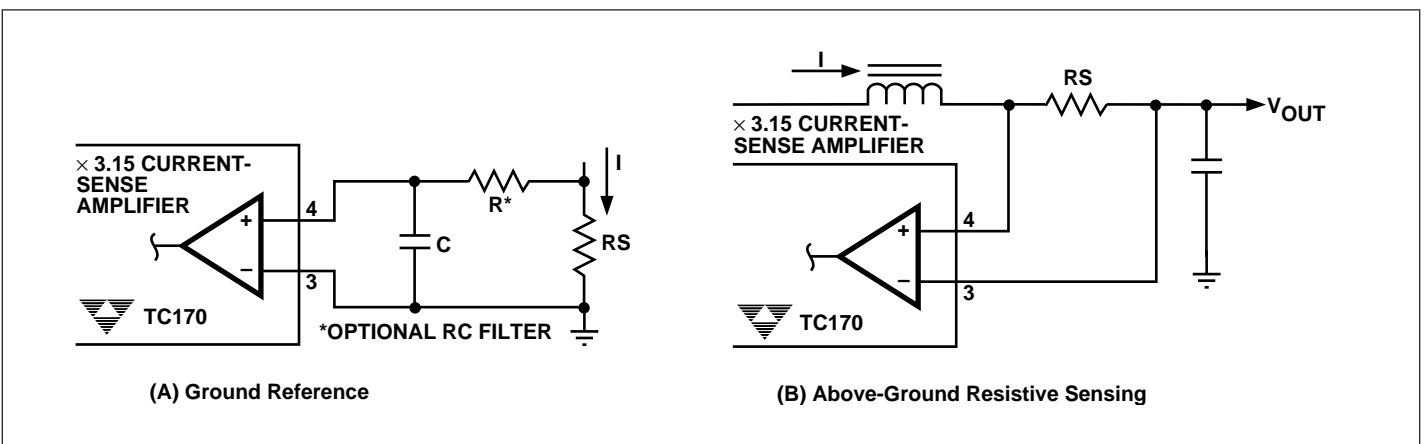 × 3.15 CURRENT-
SENSE
AMPLIFIER
+
–
4
3
TC170
C
R*
I
RS
*OPTIONAL RC FILTER
(A) Ground Reference
I
RS
VOUT
× 3.15 CURRENT-
SENSE AMPLIFIER
+
–
4
3
TC170
(B) Above-Ground Resistive Sensing